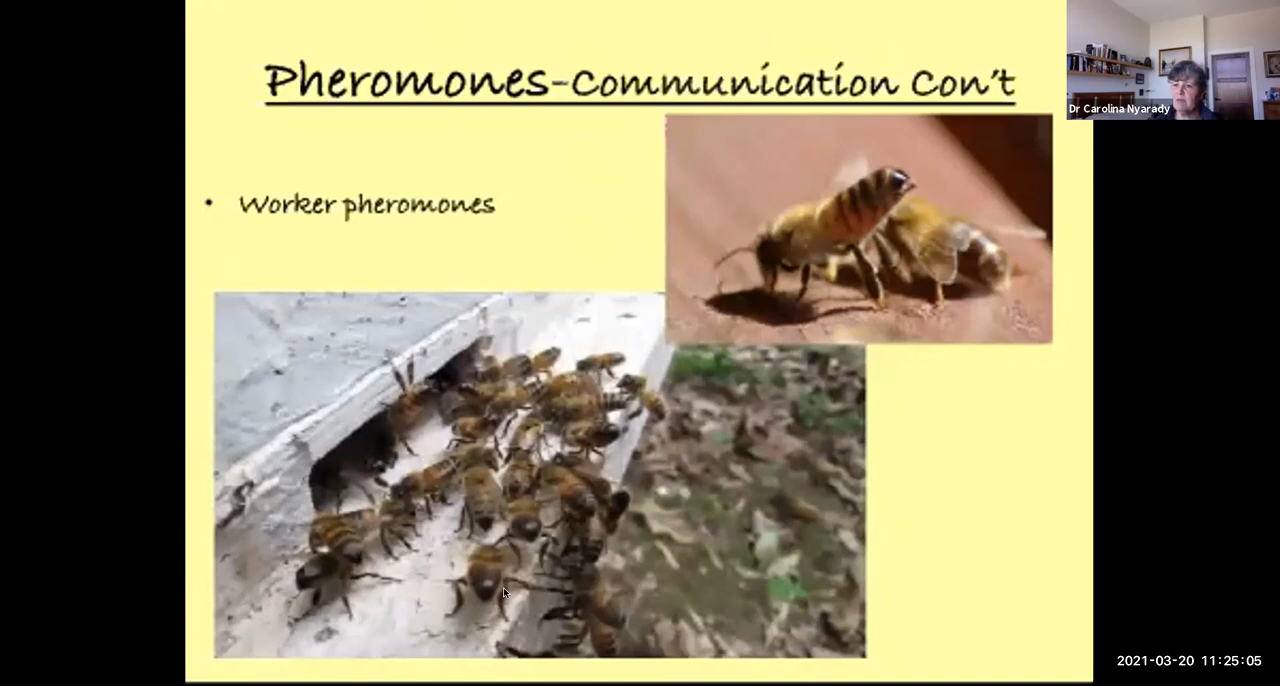 Pheromones-Communication Con't
Dr Carolina Nyarady
• Worker pheromones
2021-03-20 11:25:05